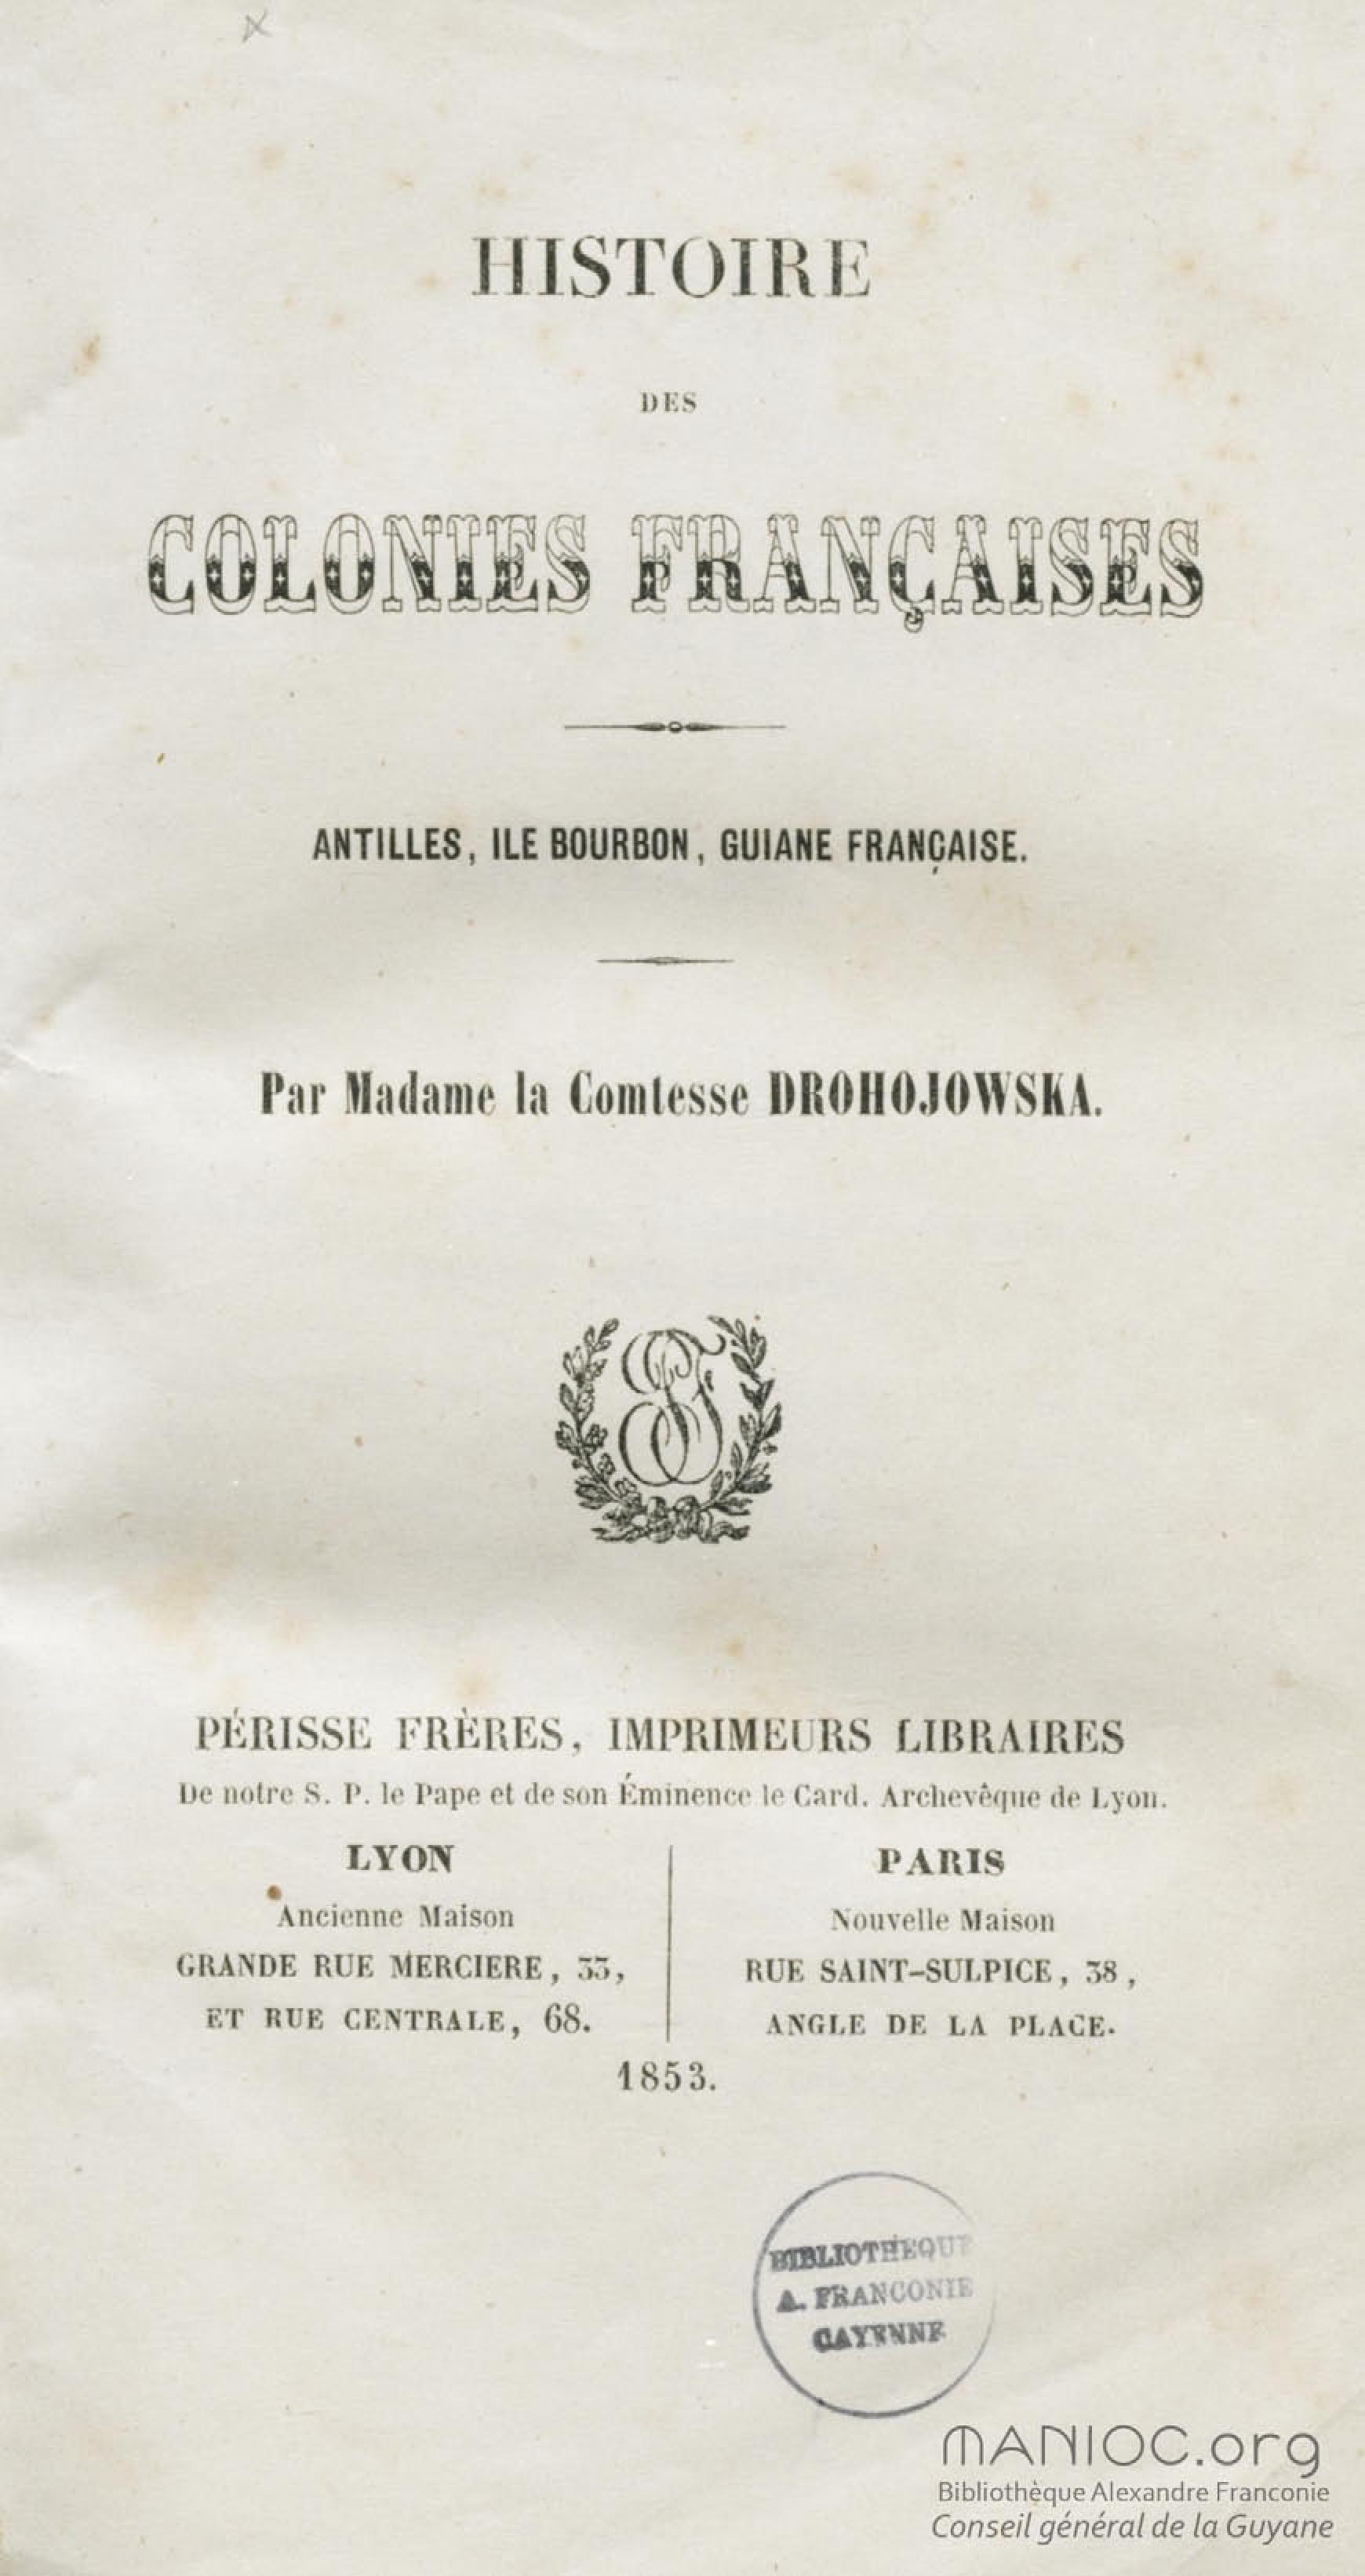 HISTOIRE
DES
COLONIES FRANÇAISES
ANTILLES, ILE BOURBON, GUIANE FRANÇAISE.
Par Madame la Comtesse DROHOJOWSKA.
PÉRISSE FRÈRES, IMPRIMEURS LIBRAIRES
De notre S. P. le Pape et de son Éminence le Card. Archevêque de Lyon.
LYON
Ancienne Maison
GRANDE RUE MERCIERE, 33,
ET RUE CENTRALE, 68.
PARIS
Nouvelle Maison
RUE SAINT-SULPICE, 38,
ANGLE DE LA PLACE.
1853.
BIBLIOTHEQUE
A. FRANCONIE
CAYENNE
MANIOC.org
Bibliothèque Alexandre Franconie
Conseil général de la Guyane